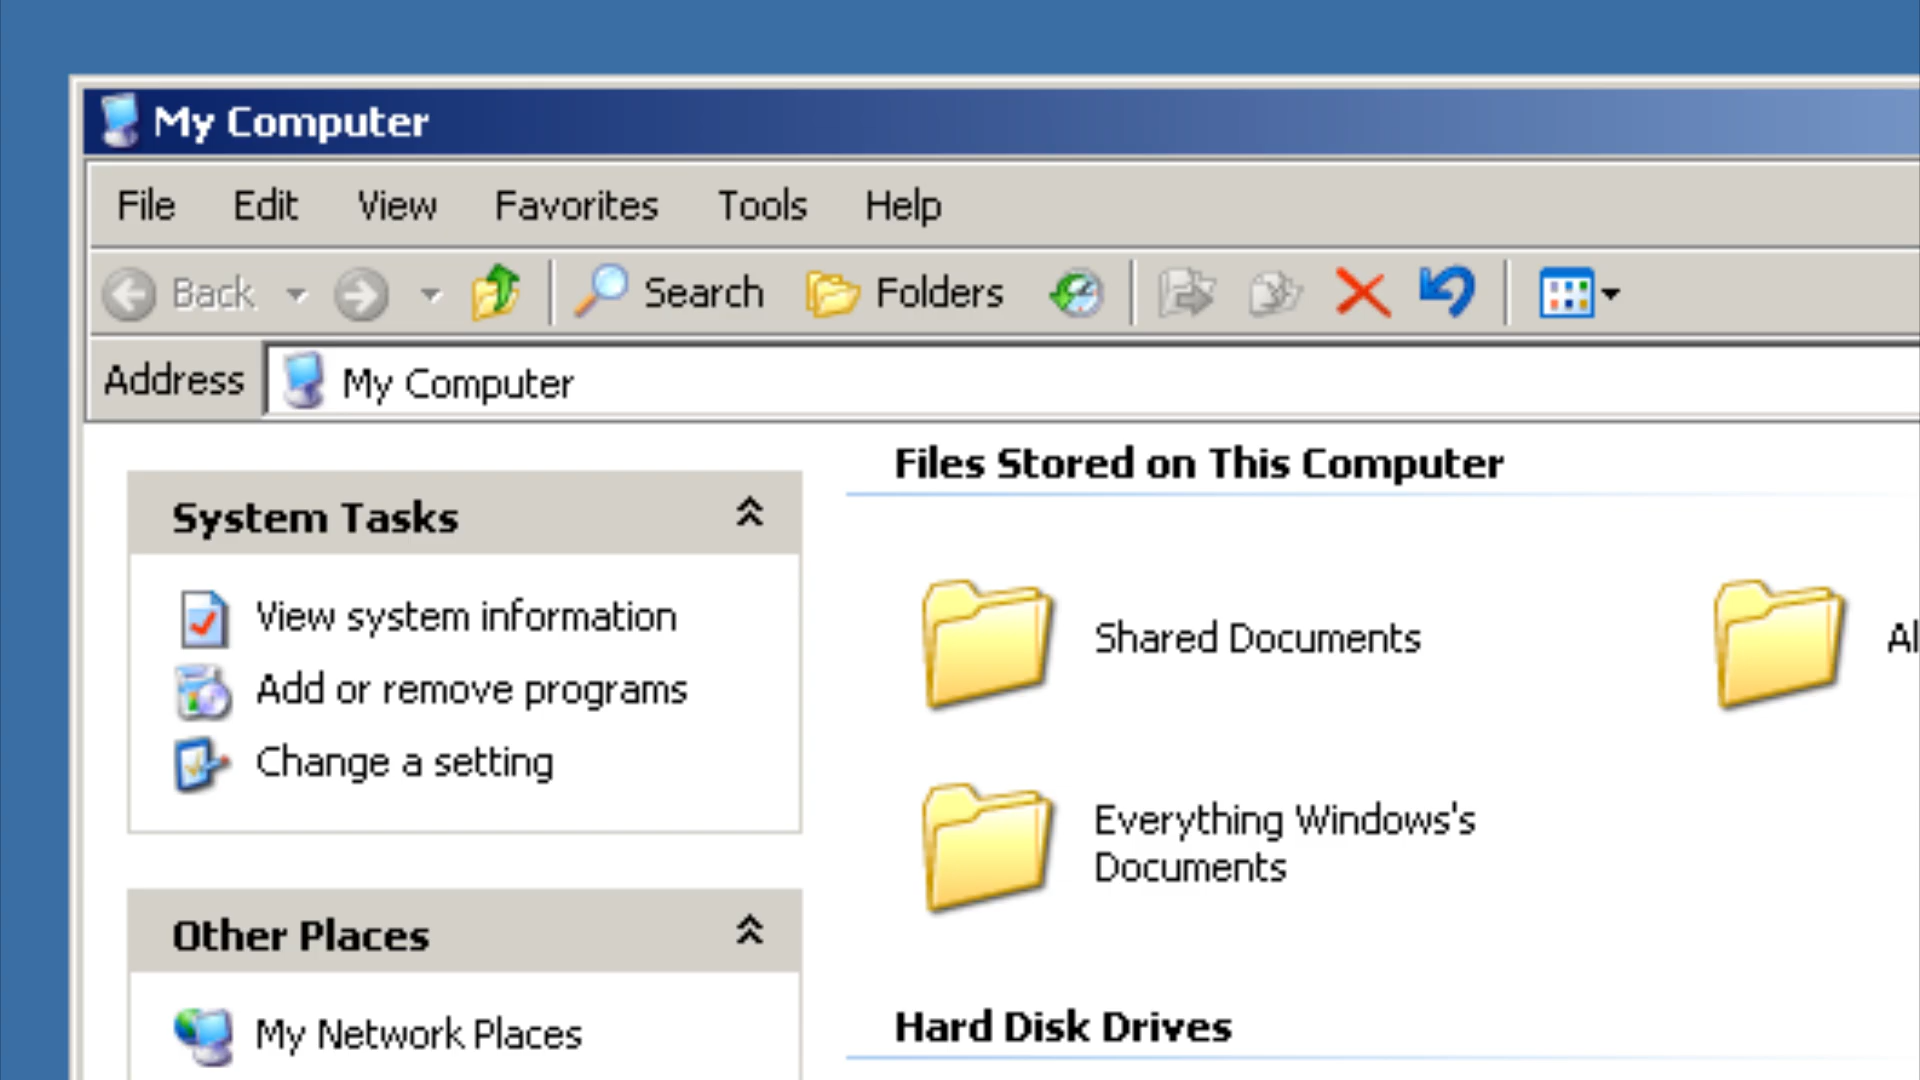 My Computer
File Edit View Favorites Tools Help
Back Search Folders
Address My Computer
System Tasks
View system information
Add or remove programs
Change a setting
Other Places
My Network Places
Files Stored on This Computer
Shared Documents
Everything Windows's
Documents
Hard Disk Drives